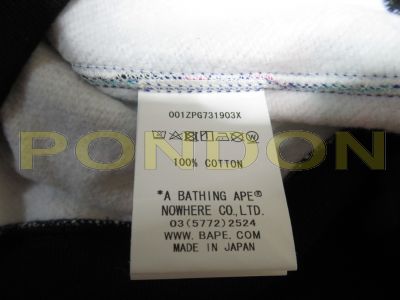 001ZPG731903X
PONDON
100% COTTON
*A BATHING APE®
NOWHERE CO.,LTD.
03(5772)2524
WWW.BAPE.COM
MADE IN JAPAN